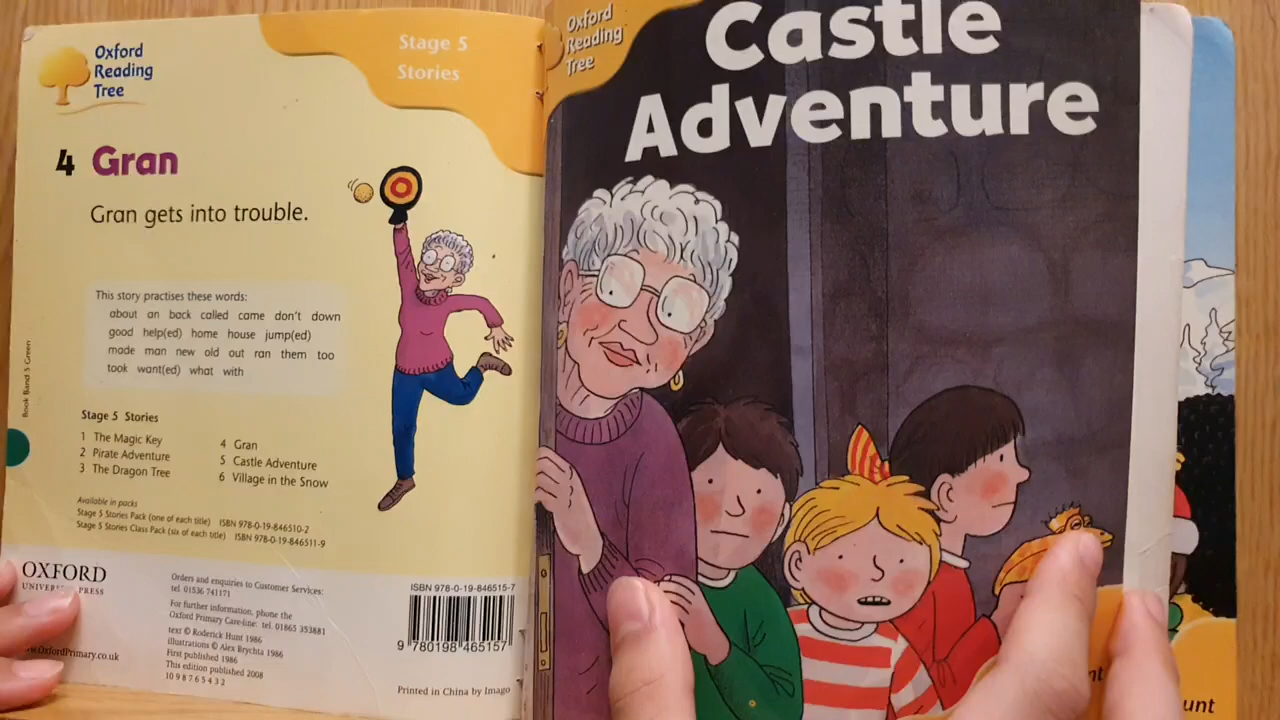 Oxford
Reading
Tree
Stage 5
Stories
4 Gran
Gran gets into trouble.
This story practises these words:
about an back called came don't down
good help(ed) home house jump(ed)
made man new old out ran them too
took want(ed) what with
Book Band 5 Green
Stage 5 Stories
1 The Magic Key
2 Pirate Adventure
3 The Dragon Tree
4 Gran
5 Castle Adventure
6 Village in the Snow
Available in packs
Stage 5 Stories Pack (one of each title) ISBN 978-0-19-846510-2
Stage 5 Stories Class Pack (six of each title) ISBN 978-0-19-846511-9
OXFORD
UNIVERSITY PRESS
www.OxfordPrimary.co.uk
Orders and enquiries to Customer Services:
tel 01536 741171
For further information, phone the
Oxford Primary Care-line: tel. 01865 353881
text © Roderick Hunt 1986
illustrations © Alex Brychta 1986
First published 1986
This edition published 2008
10 9 8 7 6 5 4 3 2
ISBN 978-0-19-846515-7
9 780198 465157
Printed in China by Imago
Oxford
Reading
Tree
Castle
Adventure
unt